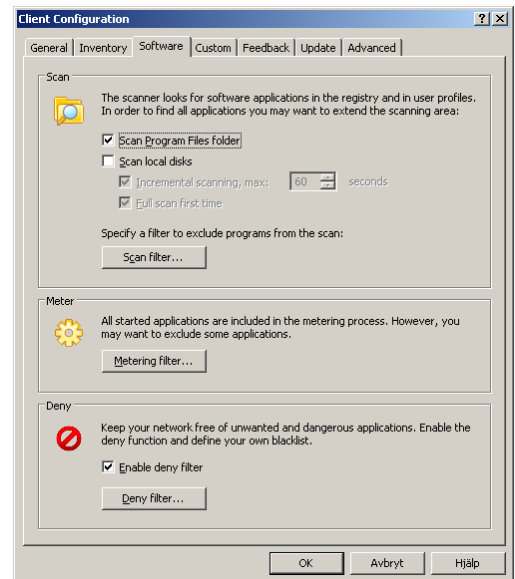 Client Configuration
General Inventory Software Custom Feedback Update Advanced
Scan
The scanner looks for software applications in the registry and in user profiles.
In order to find all applications you may want to extend the scanning area:
Scan Program Files folder
Scan local disks
Incremental scanning, max: 60 seconds
Full scan first time
Specify a filter to exclude programs from the scan:
Scan filter...
Meter
All started applications are included in the metering process. However, you
may want to exclude some applications.
Metering filter...
Deny
Keep your network free of unwanted and dangerous applications. Enable the
deny function and define your own blacklist.
Enable deny filter
Deny filter...
OK Avbryt Hjälp